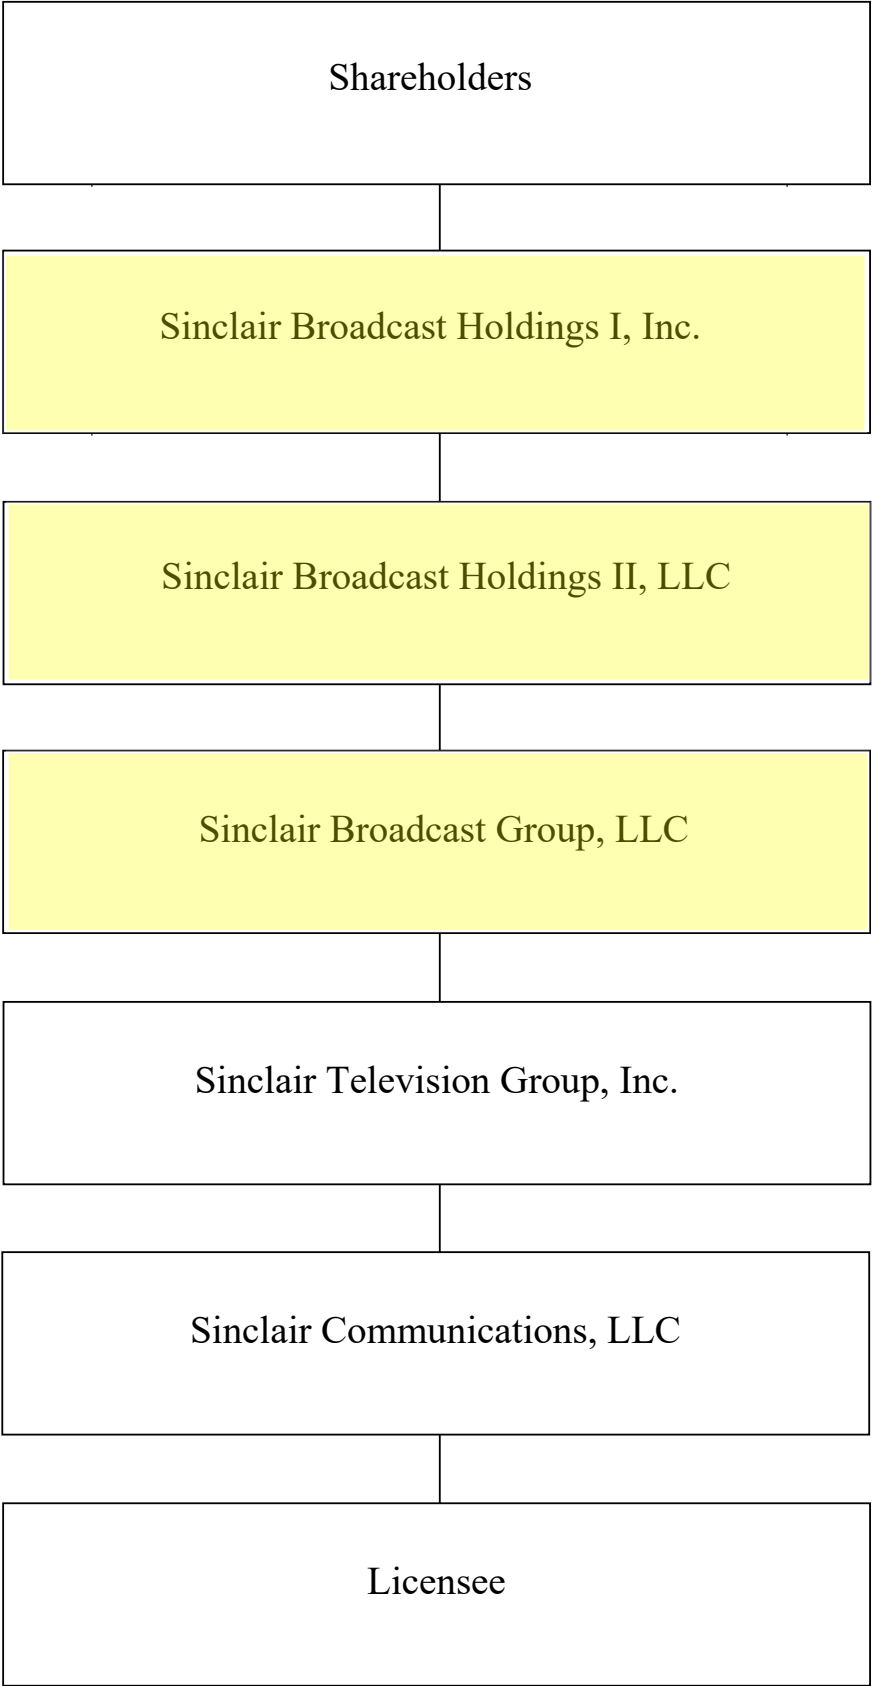 Shareholders
Sinclair Broadcast Holdings I, Inc.
Sinclair Broadcast Holdings II, LLC
Sinclair Broadcast Group, LLC
Sinclair Television Group, Inc.
Sinclair Communications, LLC
Licensee